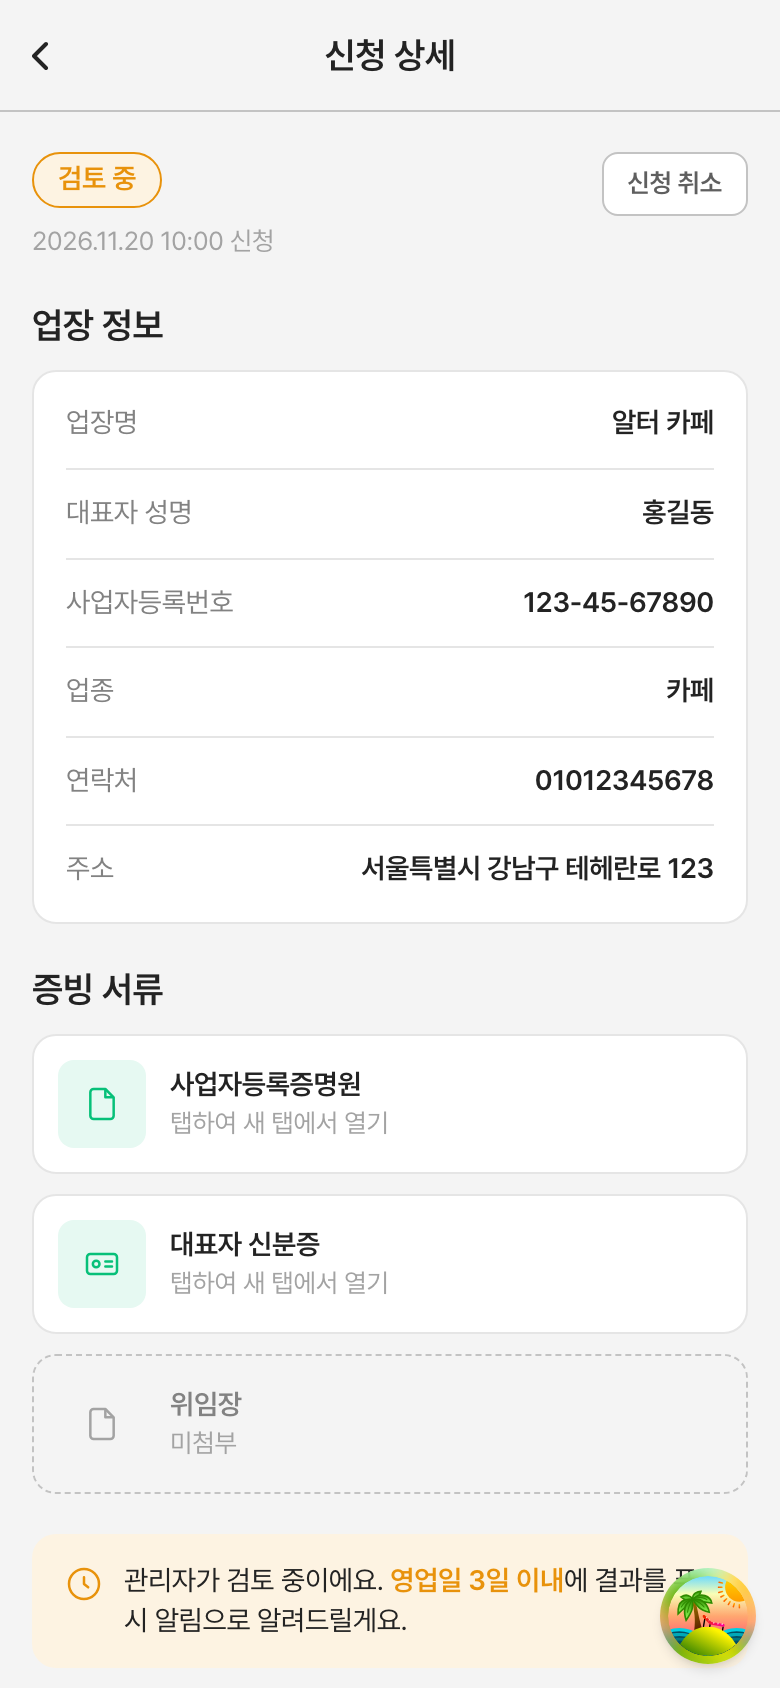 신청 상세
검토 중
신청 취소
2026.11.20 10:00 신청
업장 정보
업장명 알터 카페
대표자 성명 홍길동
사업자등록번호 123-45-67890
업종 카페
연락처 01012345678
주소 서울특별시 강남구 테헤란로 123
증빙 서류
사업자등록증명원
탭하여 새 탭에서 열기
대표자 신분증
탭하여 새 탭에서 열기
위임장
미첨부
관리자가 검토 중이에요. 영업일 3일 이내에 결과를
시 알림으로 알려드릴게요.